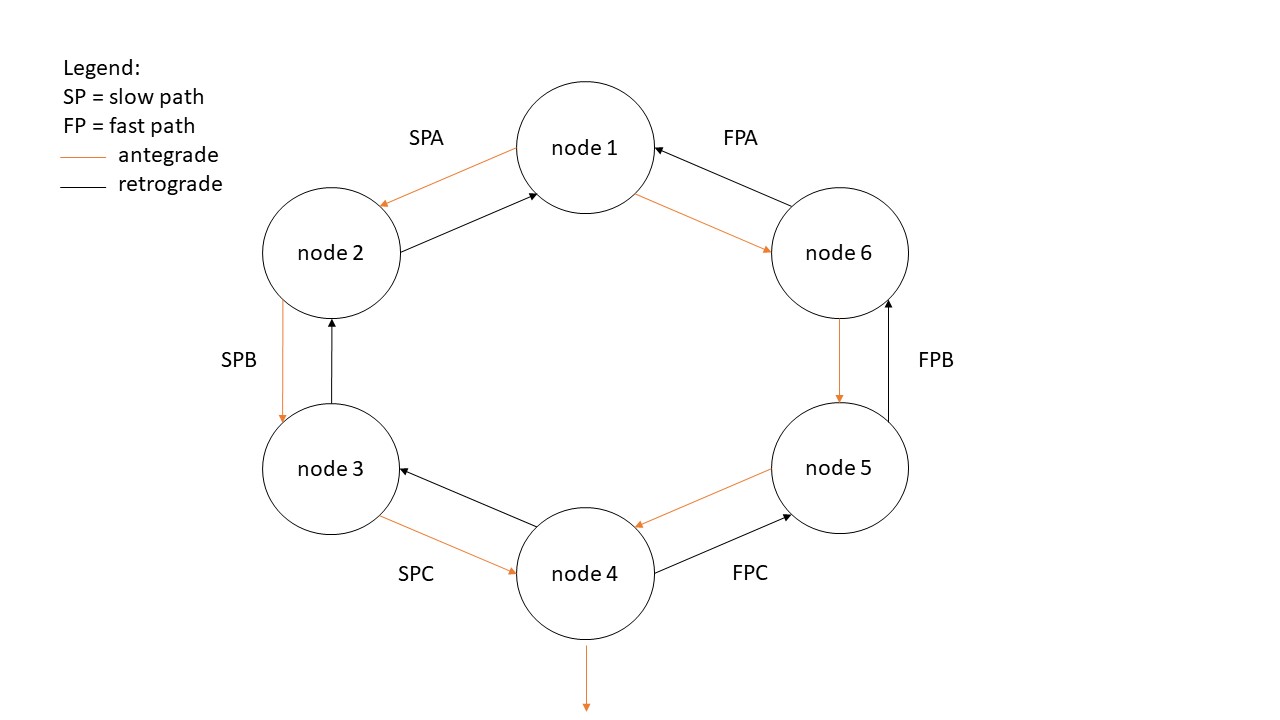 Legend:
SP = slow path
FP = fast path
antegrade
retrograde
SPA
node 1
FPA
node 2
node 6
SPB
FPB
node 3
node 5
SPC
node 4
FPC